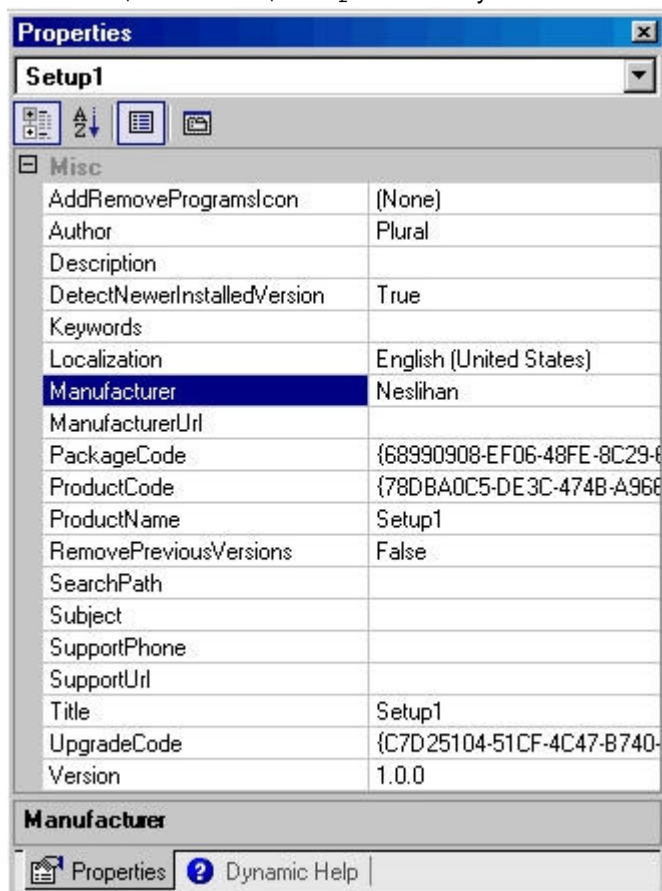 Properties
Setup1
Misc
AddRemoveProgramsIcon (None)
Author Plural
Description
DetectNewerInstalledVersion True
Keywords
Localization English (United States)
Manufacturer Neslihan
ManufacturerUrl
PackageCode {68990908-EF06-48FE-8C29-
ProductCode {78DBA0C5-DE3C-474B-A966
ProductName Setup1
RemovePreviousVersions False
SearchPath
Subject
SupportPhone
SupportUrl
Title Setup1
UpgradeCode {C7D25104-51CF-4C47-B740-
Version 1.0.0
Manufacturer
Properties Dynamic Help